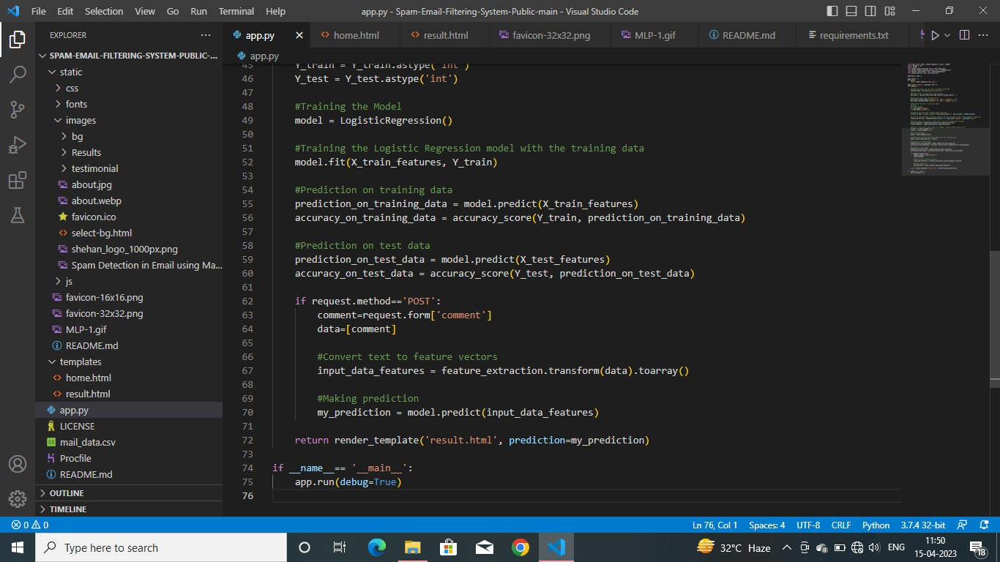 File Edit Selection View Go Run Terminal Help
app.py - Spam-Email-Filtering-System-Public-main - Visual Studio Code
EXPLORER
SPAM-EMAIL-FILTERING-SYSTEM-PUBLIC-...
static
css
fonts
images
bg
Results
testimonial
about.jpg
about.webp
favicon.ico
select-bg.html
shehan_logo_1000px.png
Spam Detection in Email using Ma...
js
favicon-16x16.png
favicon-32x32.png
MLP-1.gif
README.md
templates
home.html
result.html
app.py
LICENSE
mail_data.csv
Procfile
README.md
OUTLINE
TIMELINE
app.py home.html result.html favicon-32x32.png MLP-1.gif README.md requirements.txt
app.py
45 Y_train = Y_train.astype('int')
46 Y_test = Y_test.astype('int')
47
48 #Training the Model
49 model = LogisticRegression()
50
51 #Training the Logistic Regression model with the training data
52 model.fit(X_train_features, Y_train)
53
54 #Prediction on training data
55 prediction_on_training_data = model.predict(X_train_features)
56 accuracy_on_training_data = accuracy_score(Y_train, prediction_on_training_data)
57
58 #Prediction on test data
59 prediction_on_test_data = model.predict(X_test_features)
60 accuracy_on_test_data = accuracy_score(Y_test, prediction_on_test_data)
61
62 if request.method=='POST':
63 comment=request.form['comment']
64 data=[comment]
65
66 #Convert text to feature vectors
67 input_data_features = feature_extraction.transform(data).toarray()
68
69 #Making prediction
70 my_prediction = model.predict(input_data_features)
71
72 return render_template('result.html', prediction=my_prediction)
73
74 if __name__== '__main__':
75 app.run(debug=True)
76
0 0 Ln 76, Col 1 Spaces: 4 UTF-8 CRLF Python 3.7.4 32-bit
Type here to search
32°C Haze
ENG
11:50
15-04-2023
18